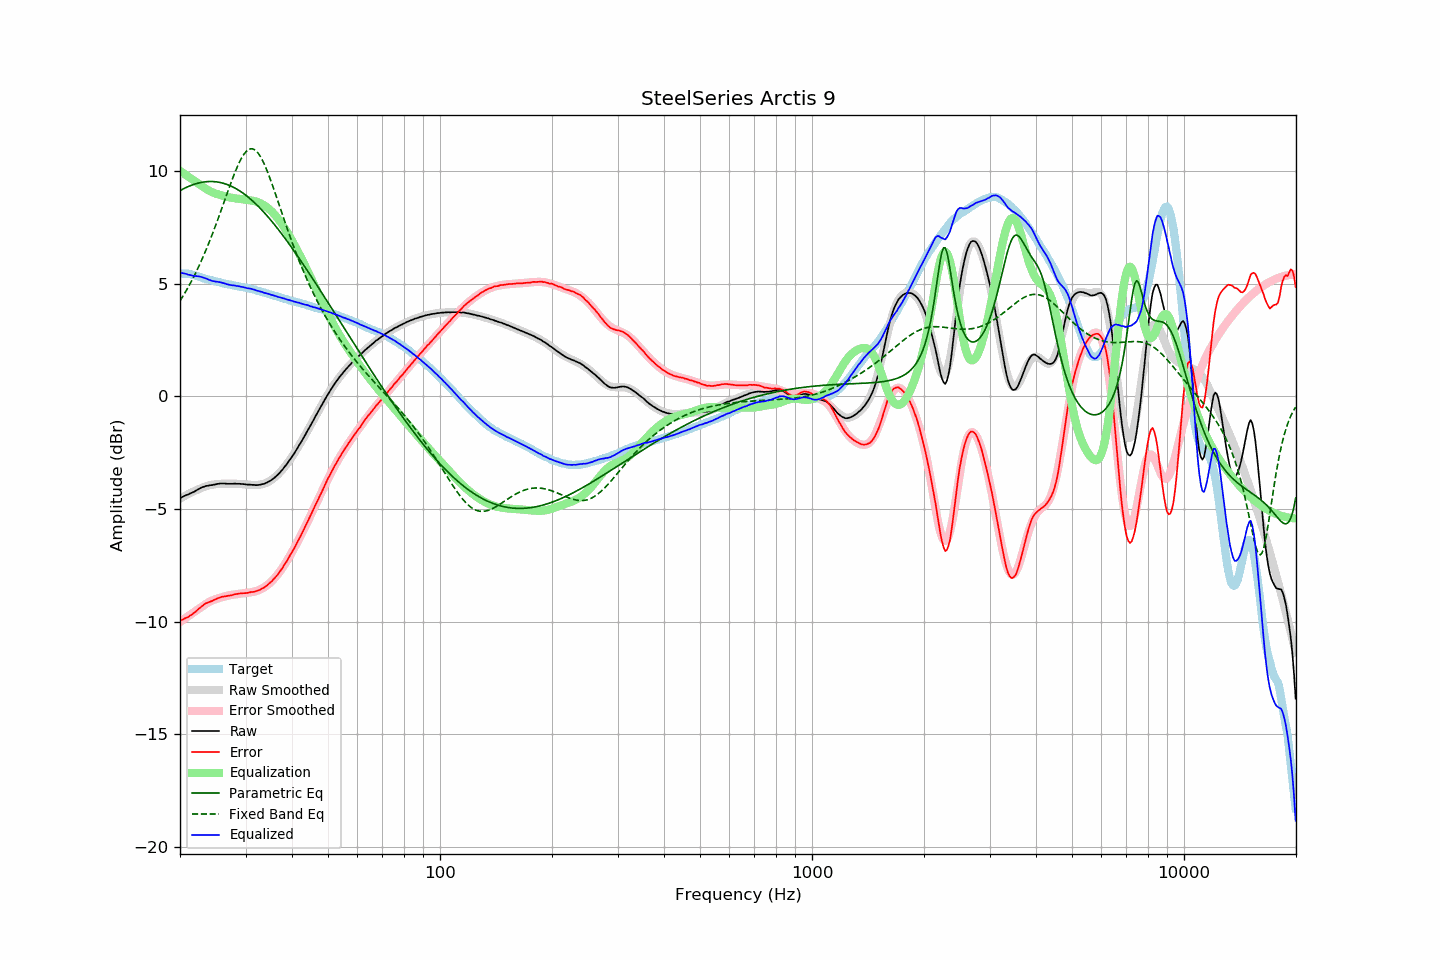 SteelSeries Arctis 9
Amplitude (dBr)
10
5
0
−5
−10
−15
−20
Target
Raw Smoothed
Error Smoothed
Raw
Error
Equalization
Parametric Eq
Fixed Band Eq
Equalized
100
1000
10000
Frequency (Hz)